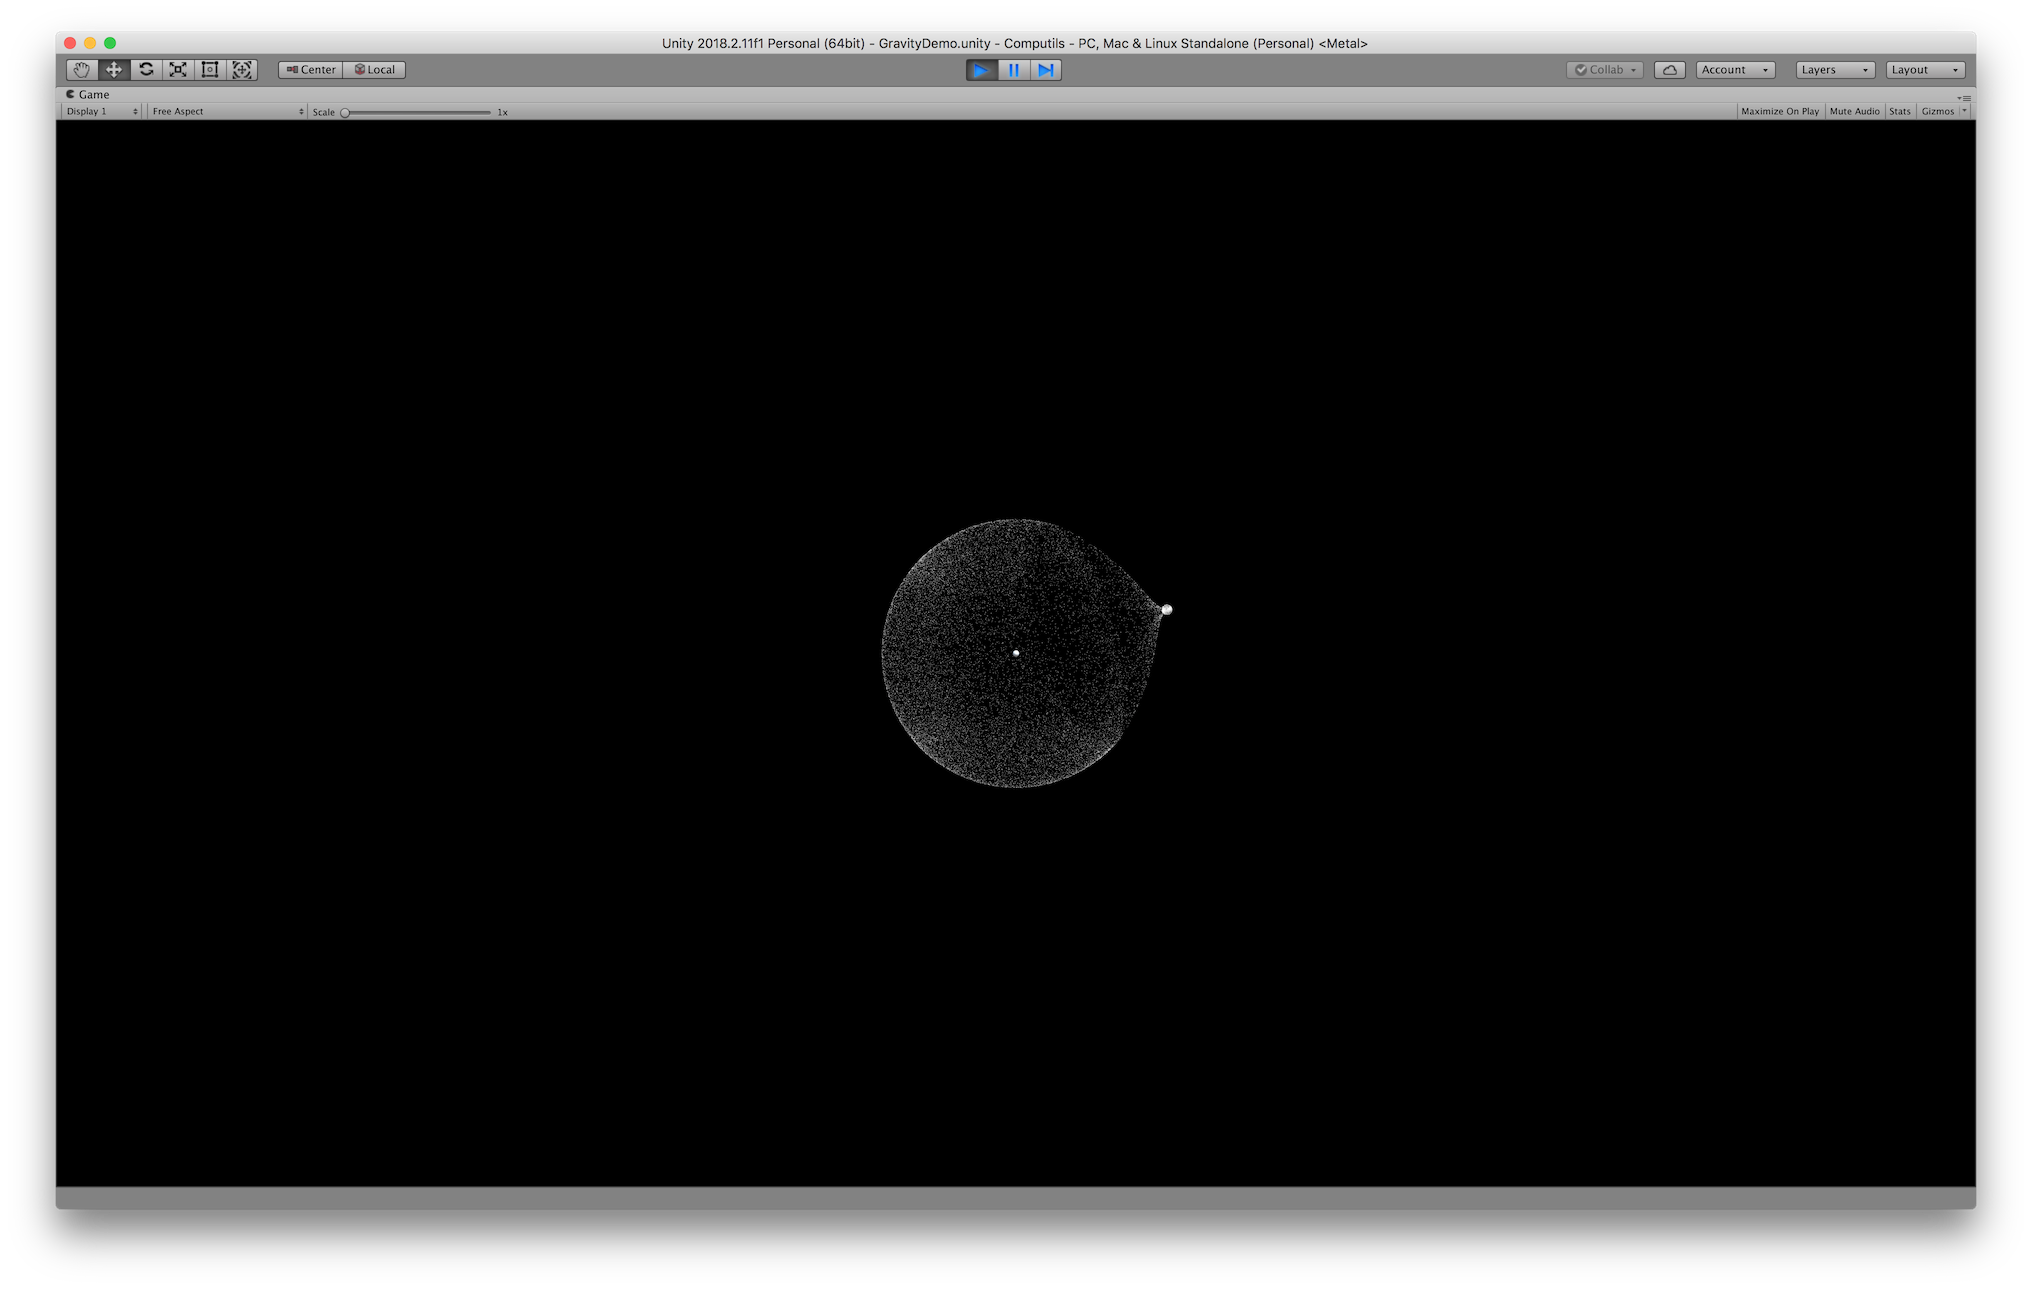 Unity 2018.2.11f1 Personal (64bit) - GravityDemo.unity - Computils - PC, Mac & Linux Standalone (Personal) <Metal>
Center Local Collab Account Layers Layout
Game
Display 1 Free Aspect Scale 1x Maximize On Play Mute Audio Stats Gizmos